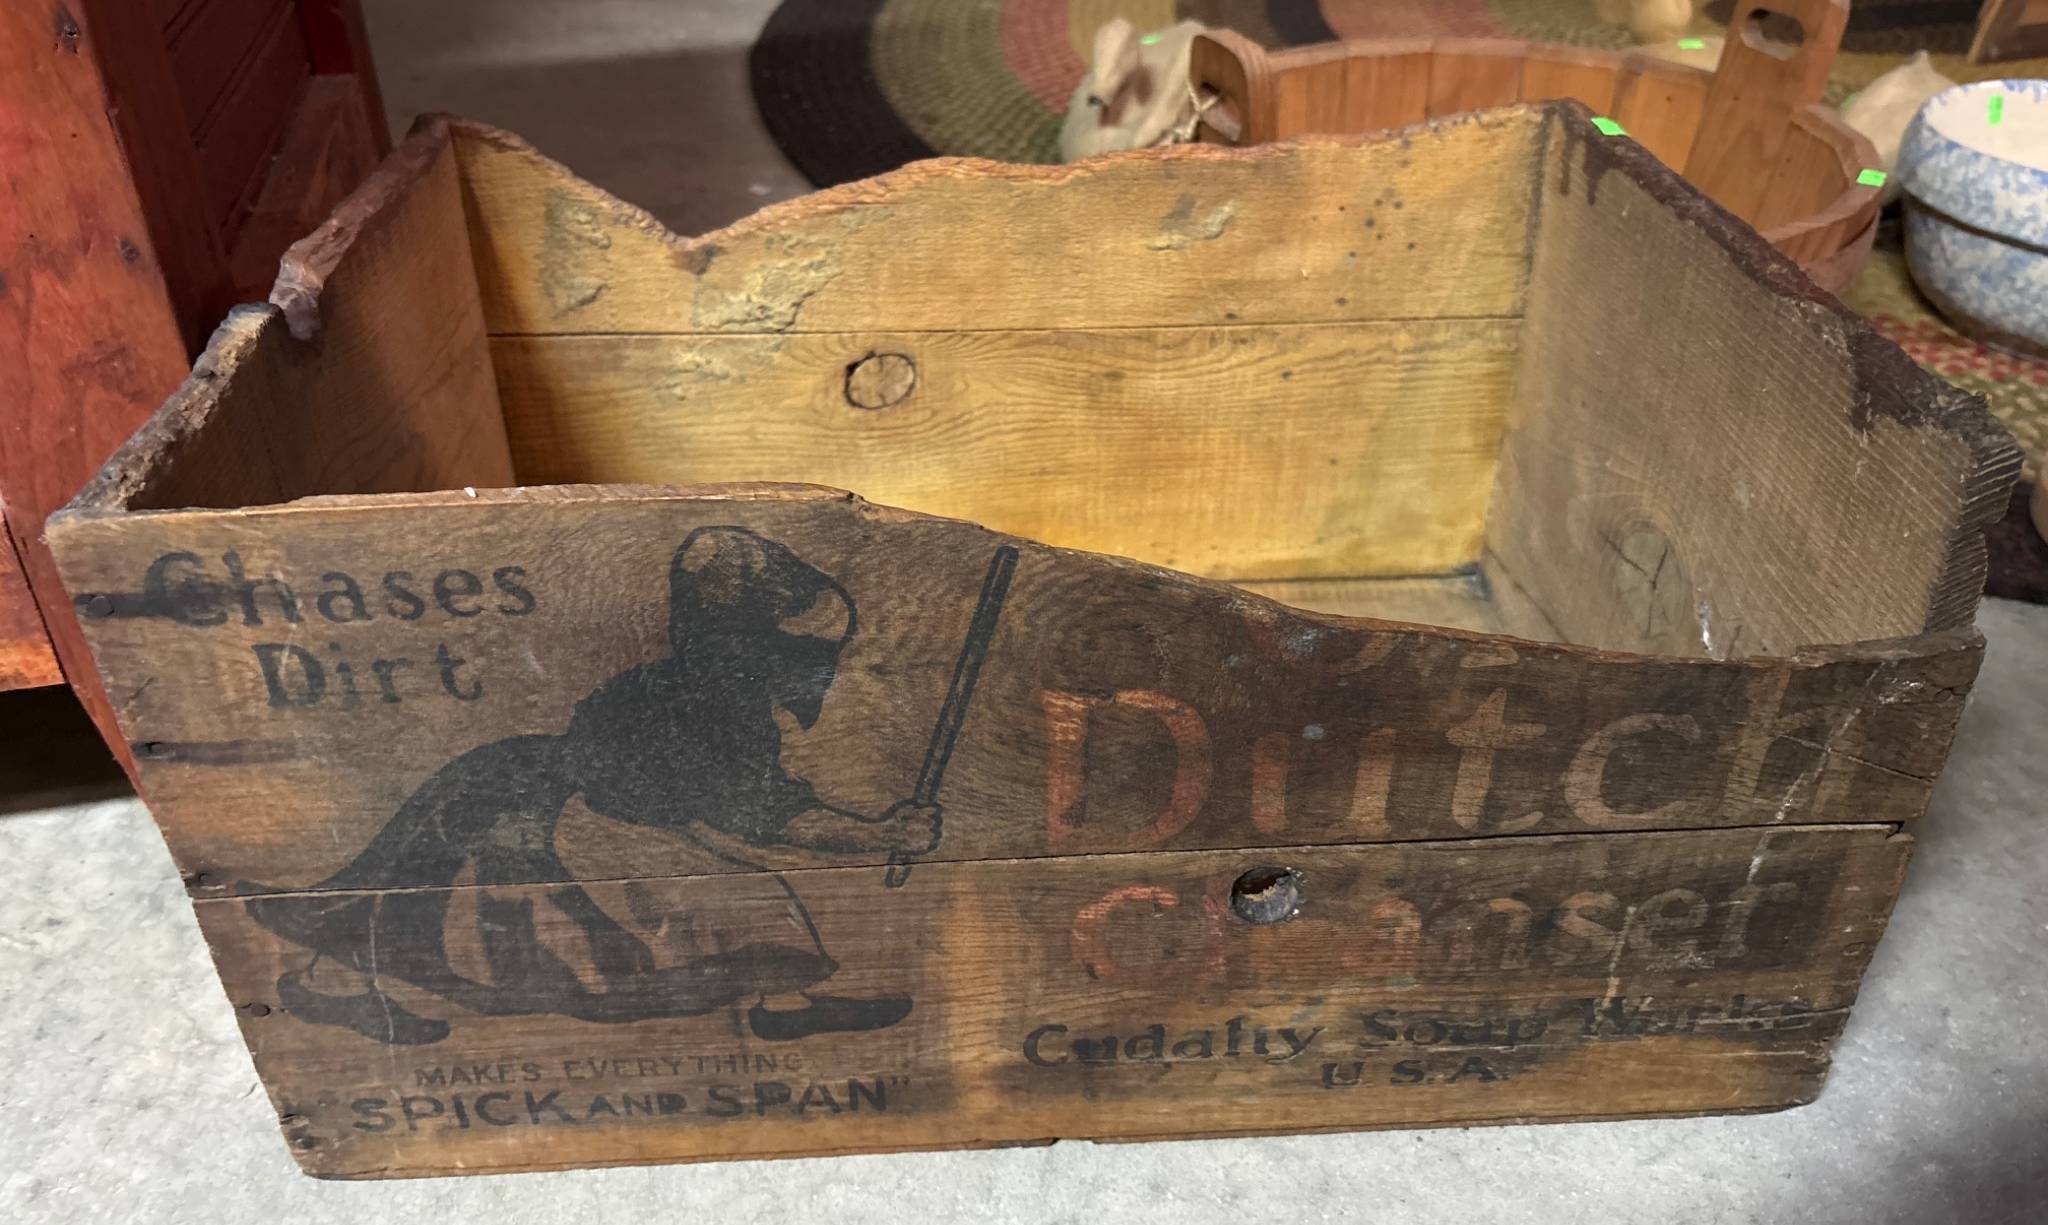 Chases
Dirt
MAKES EVERYTHING
"SPICK AND SPAN"
Dutch
Cleanser
Cudahy Soap Works
U.S.A.